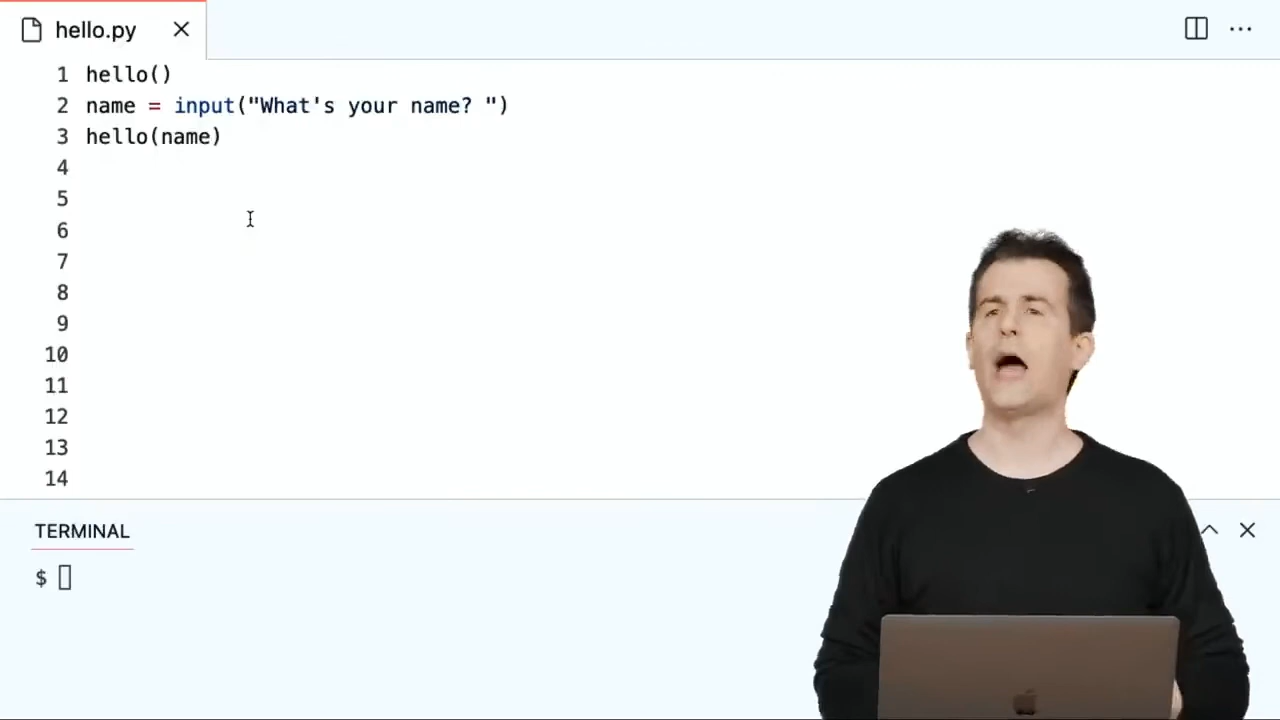 hello.py
1 hello()
2 name = input("What's your name? ")
3 hello(name)
4
5
6
7
8
9
10
11
12
13
14
TERMINAL
$